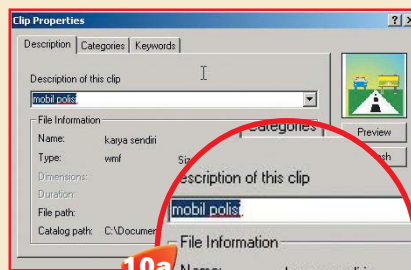 Clip Properties
Description Categories Keywords
Description of this clip
mobil polisi
File Information
Name: karya sendiri
Type: wmf
Dimensions:
Duration:
File path:
Catalog path: C:\Documen
Preview
Categories
escription of this clip
mobil polisi
File Information
10a